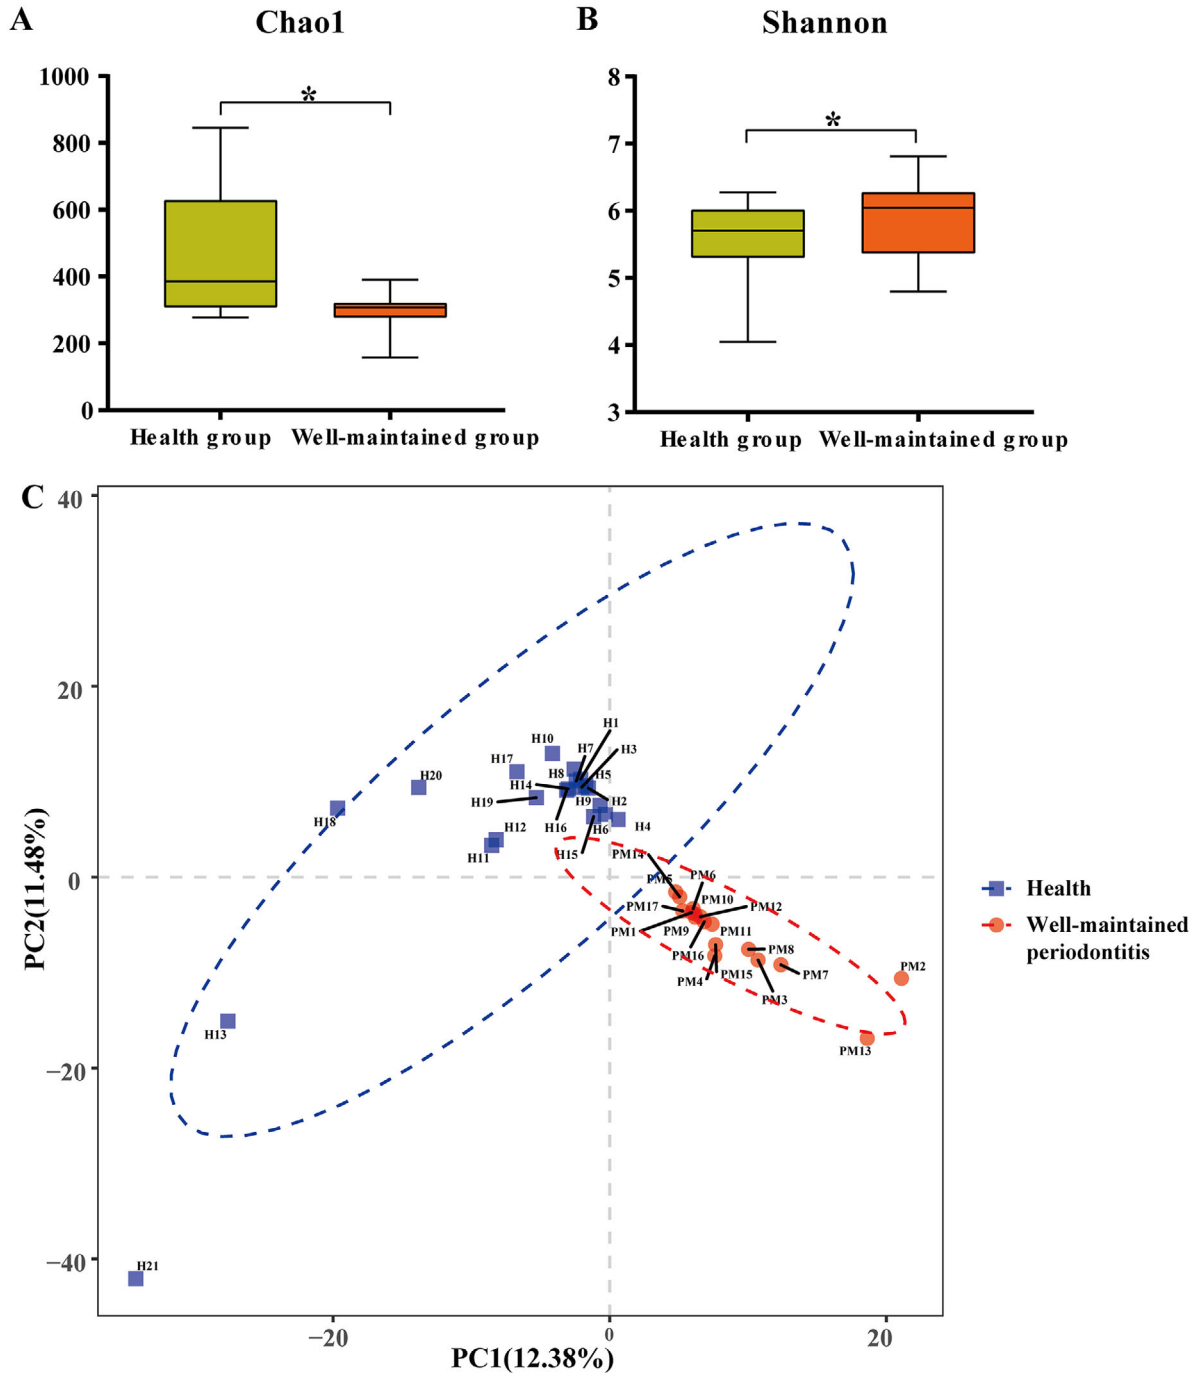 A
Chao1
B
Shannon
1000
800
600
400
200
0
*
Health group
Well-maintained group
8
7
6
5
4
3
*
Health group
Well-maintained group
C
40
20
0
−20
−40
PC2(11.48%)
H1
H10
H7
H3
H17
H8
H5
H20
H14
H19
H9
H2
H18
H16
H6
H4
H12
H11
H15
PM14
PM5
PM6
PM17
PM10
PM12
PM1
PM9
PM11
PM16
PM8
PM4
PM15
PM7
PM2
PM3
H13
PM13
H21
−20
0
20
PC1(12.38%)
Health
Well-maintained
periodontitis